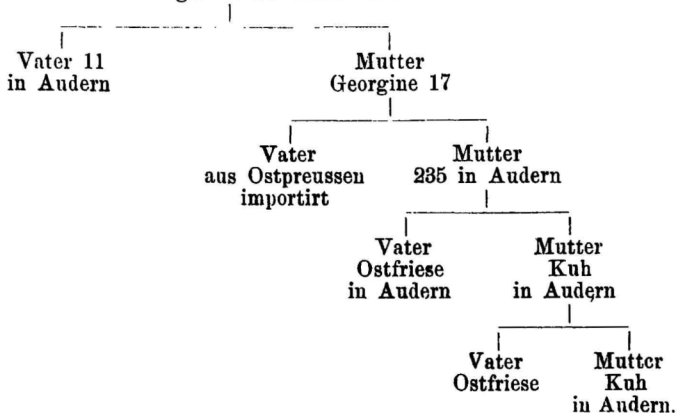 Vater 11
in Audern
Mutter
Georgine 17
Vater
aus Ostpreussen
importirt
Mutter
235 in Audern
Vater
Ostfriese
in Audern
Mutter
Kuh
in Audern
Vater
Ostfriese
Mutter
Kuh
in Audern.